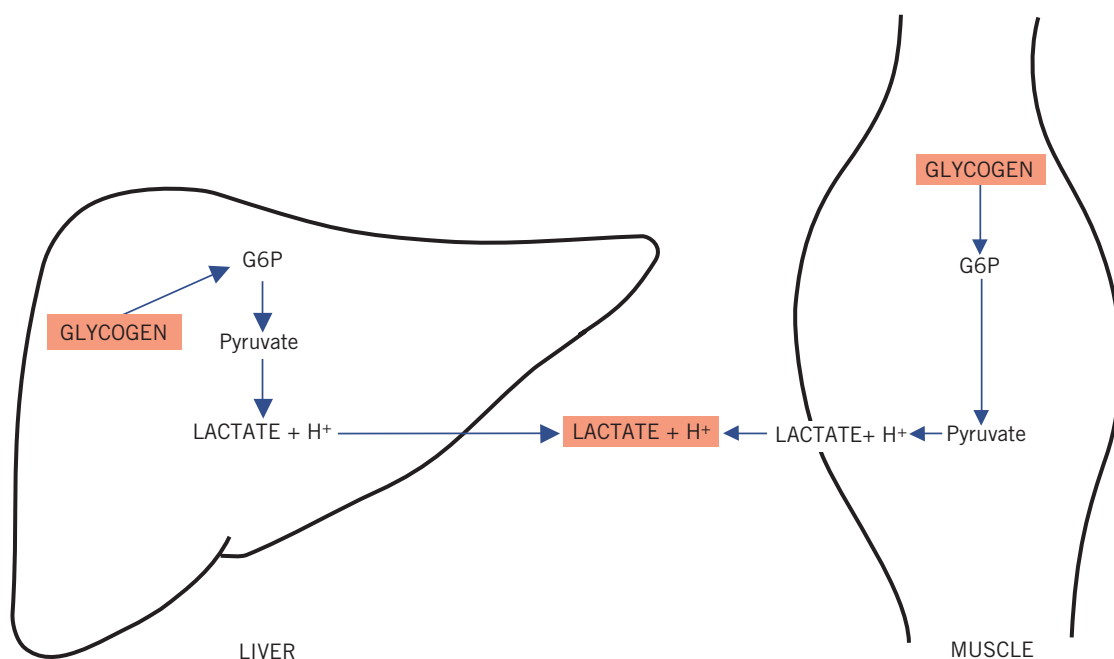 GLYCOGEN
G6P
G6P
GLYCOGEN
Pyruvate
LACTATE + H⁺
LACTATE + H⁺
LACTATE+ H⁺
Pyruvate
LIVER
MUSCLE